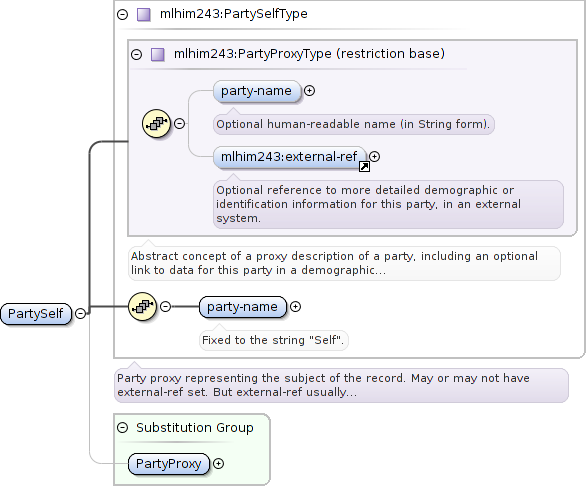 mlhim243:PartySelfType
mlhim243:PartyProxyType (restriction base)
party-name
Optional human-readable name (in String form).
mlhim243:external-ref
Optional reference to more detailed demographic or
identification information for this party, in an external
system.
Abstract concept of a proxy description of a party, including an optional
link to data for this party in a demographic...
PartySelf
party-name
Fixed to the string "Self".
Party proxy representing the subject of the record. May or may not have
external-ref set. But external-ref usually...
Substitution Group
PartyProxy